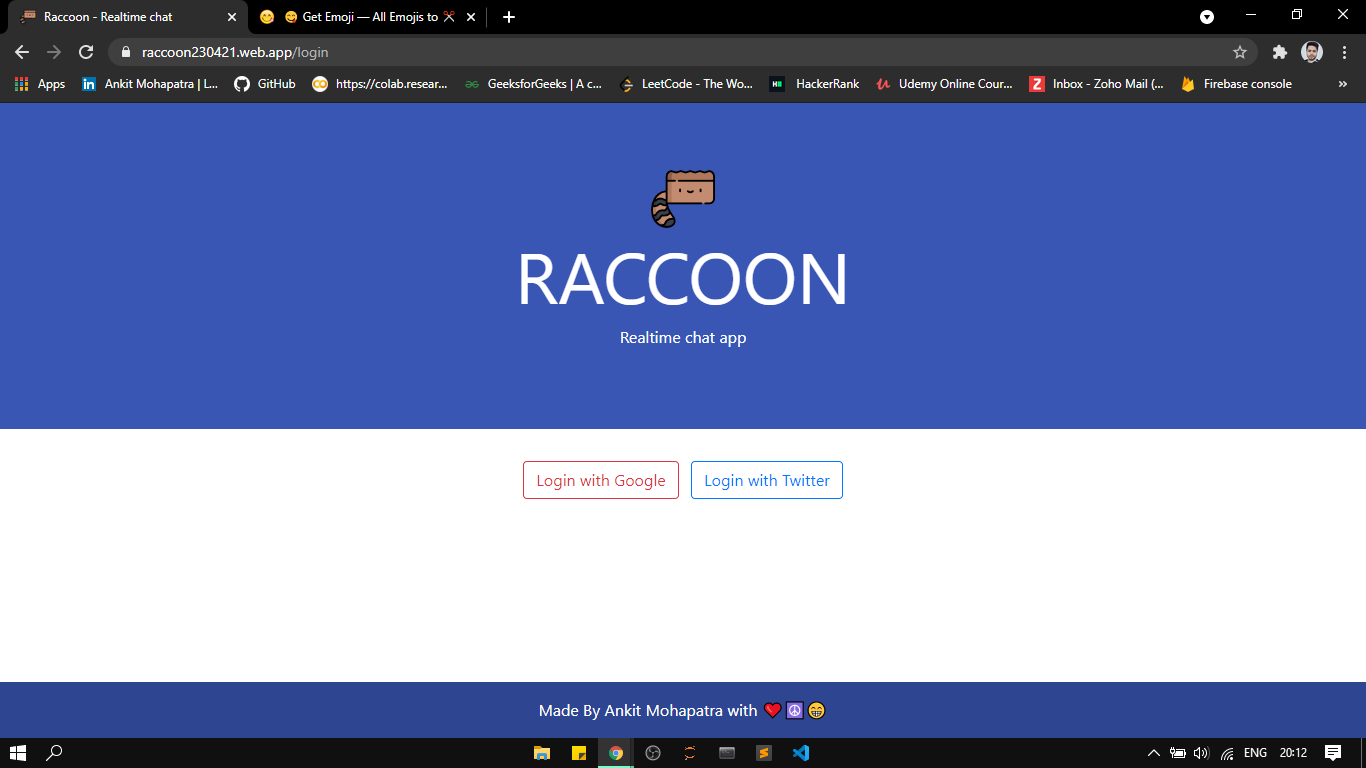 Raccoon - Realtime chat
😋 Get Emoji — All Emojis to ✂
raccoon230421.web.app/login
Apps
Ankit Mohapatra | L...
GitHub
https://colab.resear...
GeeksforGeeks | A c...
LeetCode - The Wo...
HackerRank
Udemy Online Cour...
Inbox - Zoho Mail (...
Firebase console
»
RACCOON
Realtime chat app
Login with Google
Login with Twitter
Made By Ankit Mohapatra with ❤️ ☮️ 😁
ENG
20:12